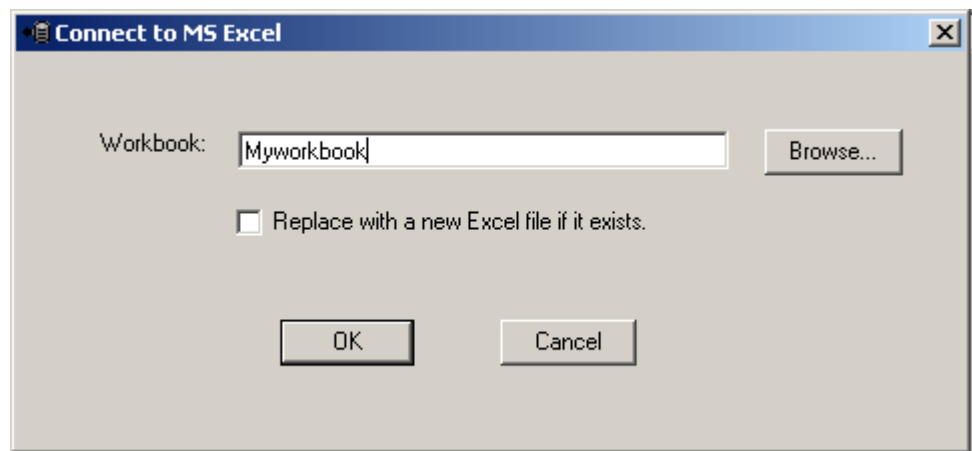 Connect to MS Excel
Workbook: Myworkbook Browse...
Replace with a new Excel file if it exists.
OK Cancel